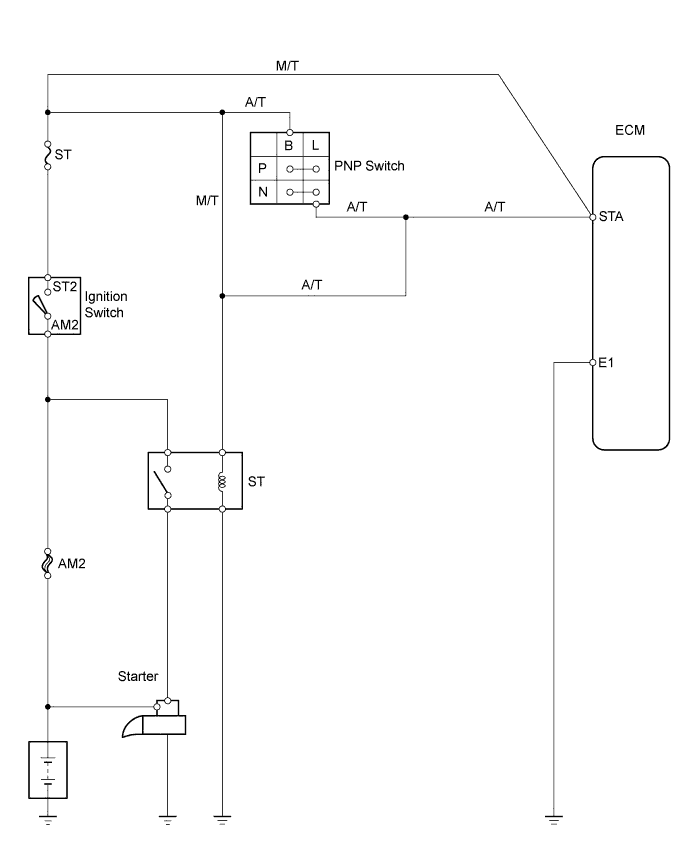 M/T
A/T
ECM
B L
ST
P
PNP Switch
N
M/T
A/T
A/T
STA
ST2
A/T
Ignition
Switch
AM2
E1
ST
AM2
Starter